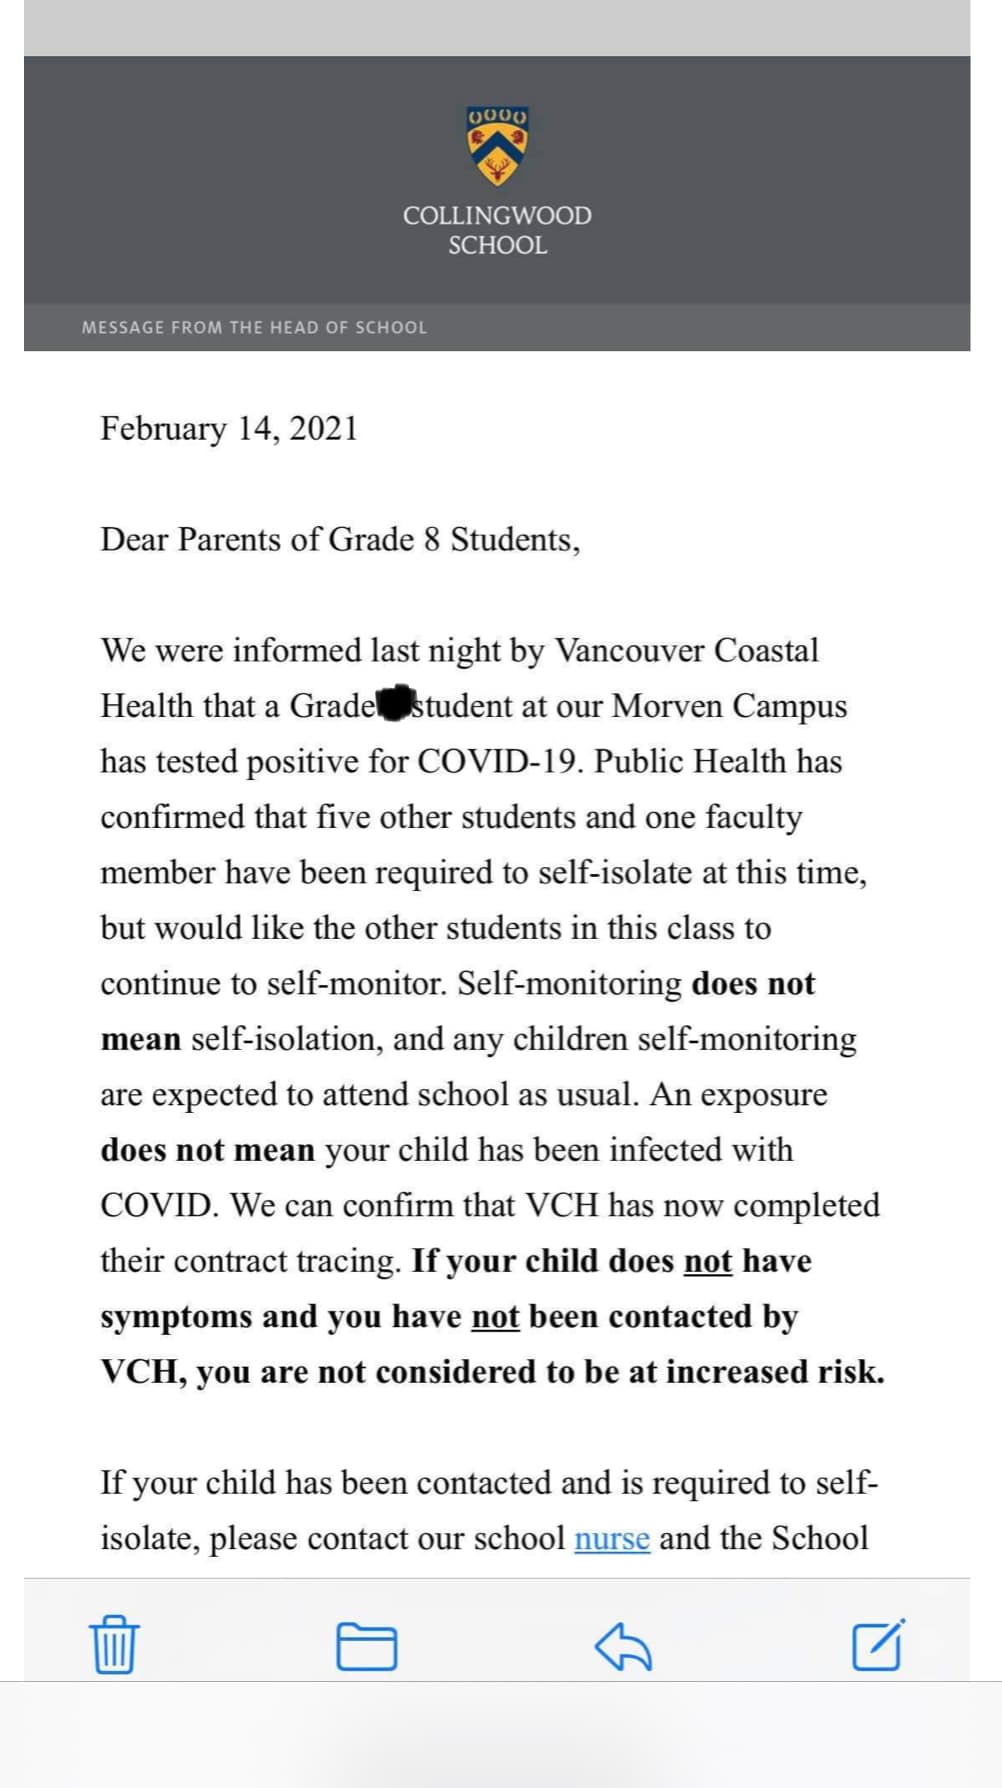 COLLINGWOOD
SCHOOL
MESSAGE FROM THE HEAD OF SCHOOL
February 14, 2021
Dear Parents of Grade 8 Students,
We were informed last night by Vancouver Coastal
Health that a Grade student at our Morven Campus
has tested positive for COVID-19. Public Health has
confirmed that five other students and one faculty
member have been required to self-isolate at this time,
but would like the other students in this class to
continue to self-monitor. Self-monitoring does not
mean self-isolation, and any children self-monitoring
are expected to attend school as usual. An exposure
does not mean your child has been infected with
COVID. We can confirm that VCH has now completed
their contract tracing. If your child does not have
symptoms and you have not been contacted by
VCH, you are not considered to be at increased risk.
If your child has been contacted and is required to self-
isolate, please contact our school nurse and the School